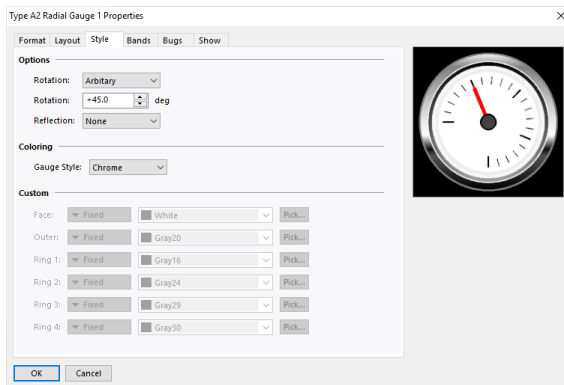 Type A2 Radial Gauge 1 Properties
Format Layout Style Bands Bugs Show
Options
Rotation: Arbitary
Rotation: +45.0 deg
Reflection: None
Coloring
Gauge Style: Chrome
Custom
Face: Fixed White Pick...
Outer: Fixed Gray20 Pick...
Ring 1: Fixed Gray16 Pick...
Ring 2: Fixed Gray24 Pick...
Ring 3: Fixed Gray29 Pick...
Ring 4: Fixed Gray30 Pick...
OK Cancel